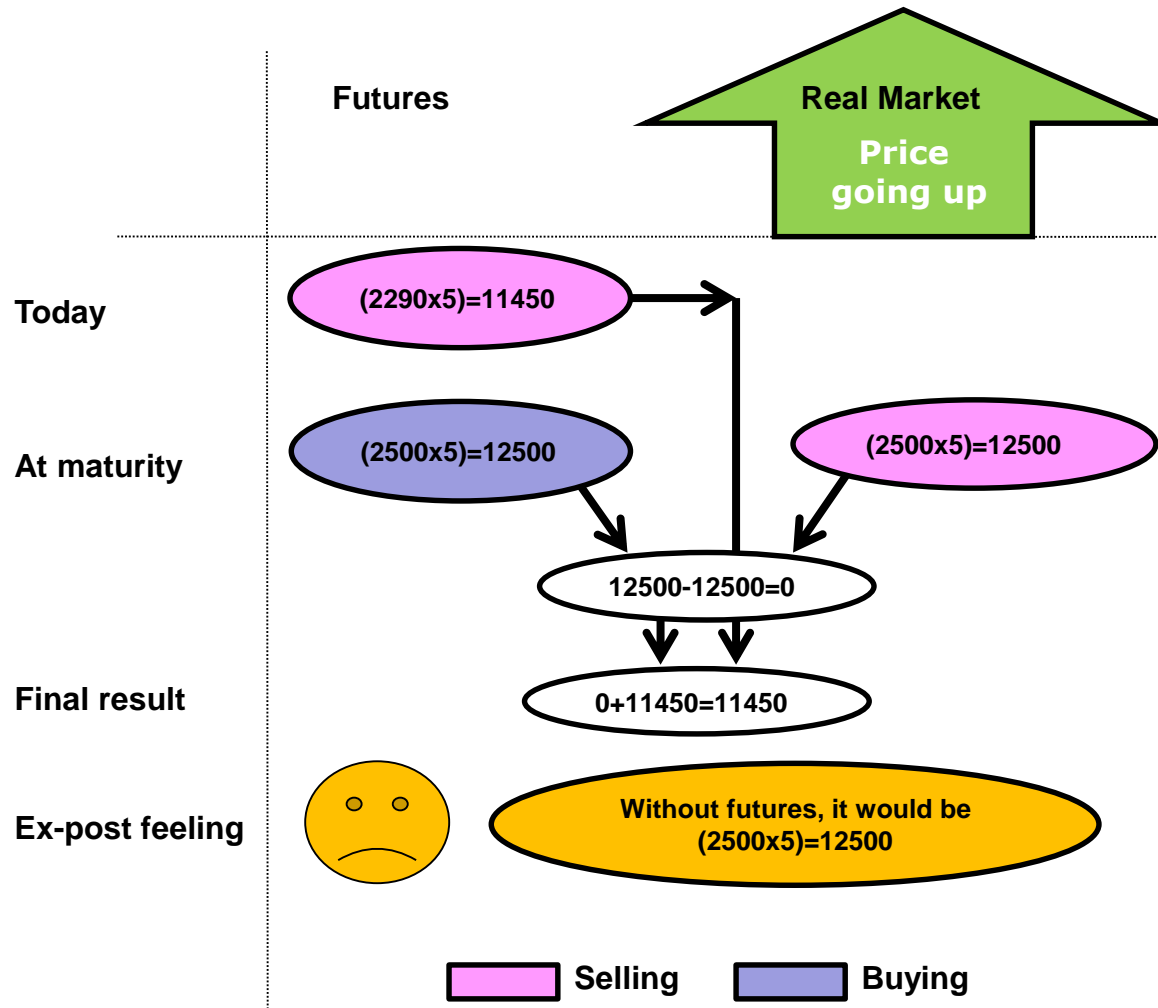 Futures
Real Market
Price
going up
Today
(2290x5)=11450
At maturity
(2500x5)=12500
(2500x5)=12500
12500-12500=0
Final result
0+11450=11450
Ex-post feeling
Without futures, it would be
(2500x5)=12500
Selling
Buying